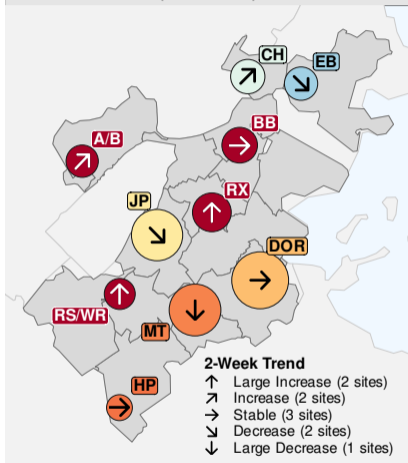 CH
EB
A/B
BB
RX
JP
DOR
RS/WR
MT
HP
2-Week Trend
↑ Large Increase (2 sites)
↗ Increase (2 sites)
→ Stable (3 sites)
↘ Decrease (2 sites)
↓ Large Decrease (1 sites)